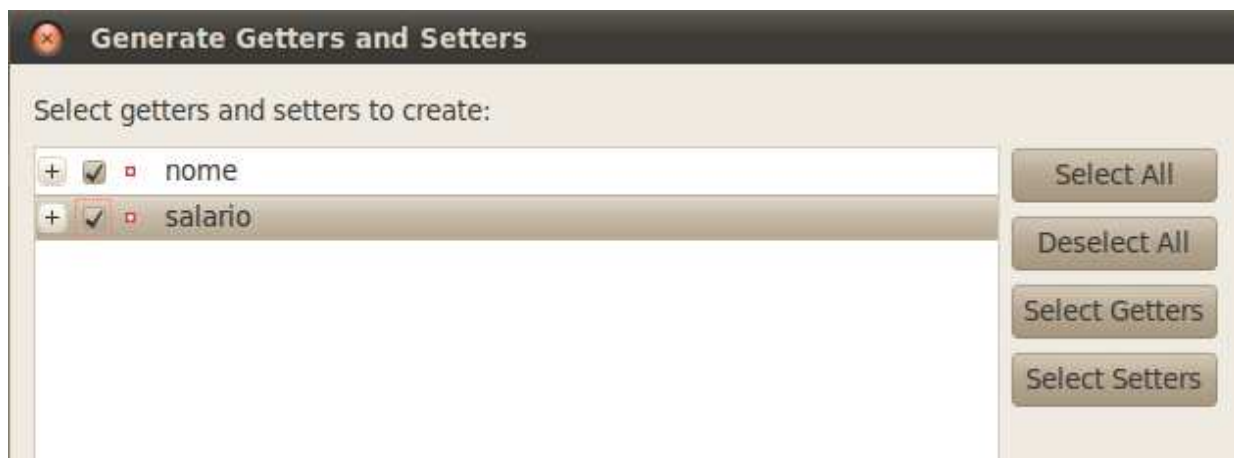 Generate Getters and Setters
Select getters and setters to create:
nome
salario
Select All
Deselect All
Select Getters
Select Setters